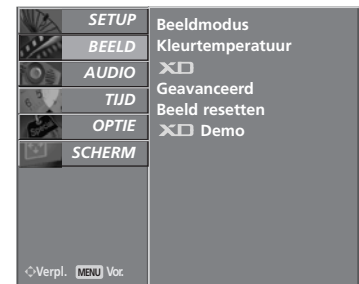 SETUP
BEELD
AUDIO
TIJD
OPTIE
SCHERM
Verpl. MENU Vor.
Beeldmodus
Kleurtemperatuur
XD
Geavanceerd
Beeld resetten
XD Demo